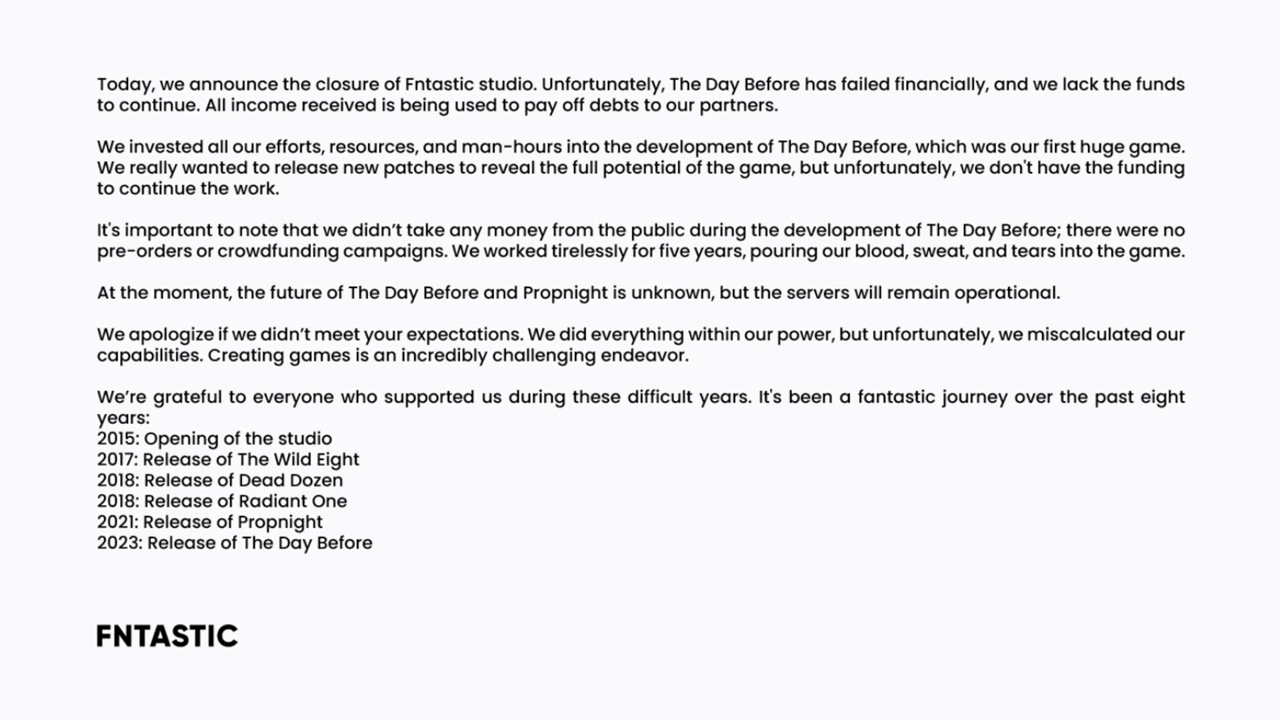 Today, we announce the closure of Fntastic studio. Unfortunately, The Day Before has failed financially, and we lack the funds
to continue. All income received is being used to pay off debts to our partners.
We invested all our efforts, resources, and man-hours into the development of The Day Before, which was our first huge game.
We really wanted to release new patches to reveal the full potential of the game, but unfortunately, we don't have the funding
to continue the work.
It's important to note that we didn’t take any money from the public during the development of The Day Before; there were no
pre-orders or crowdfunding campaigns. We worked tirelessly for five years, pouring our blood, sweat, and tears into the game.
At the moment, the future of The Day Before and Propnight is unknown, but the servers will remain operational.
We apologize if we didn’t meet your expectations. We did everything within our power, but unfortunately, we miscalculated our
capabilities. Creating games is an incredibly challenging endeavor.
We’re grateful to everyone who supported us during these difficult years. It's been a fantastic journey over the past eight
years:
2015: Opening of the studio
2017: Release of The Wild Eight
2018: Release of Dead Dozen
2018: Release of Radiant One
2021: Release of Propnight
2023: Release of The Day Before
FNTASTIC